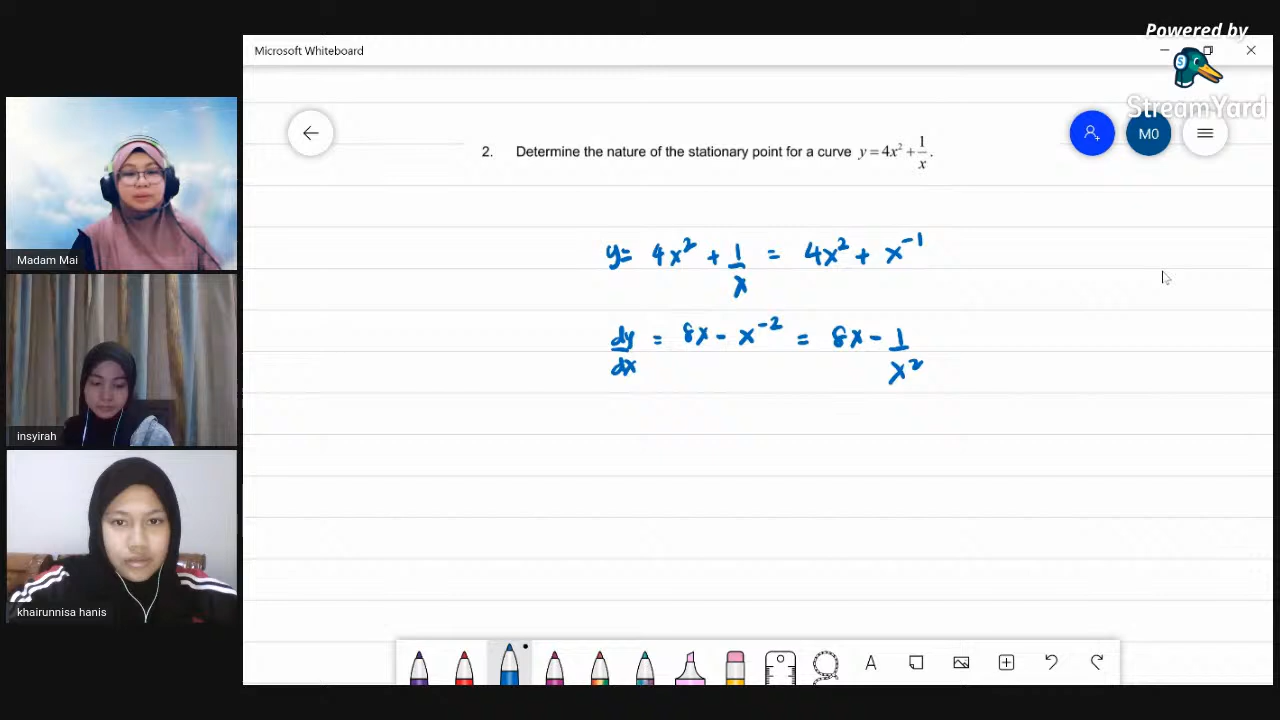 Powered by
Microsoft Whiteboard
StreamYard
M0
2. Determine the nature of the stationary point for a curve y = 4x² + 1/x.
y = 4x² + 1/x = 4x² + x⁻¹
dy/dx = 8x - x⁻² = 8x - 1/x²
Madam Mai
insyirah
khairunnisa hanis
A